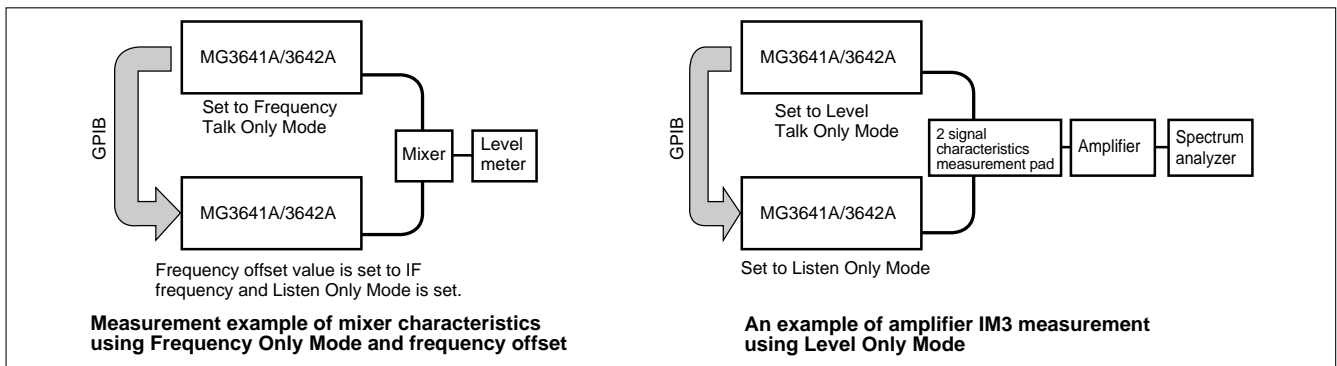 MG3641A/3642A
Set to Frequency
Talk Only Mode
GPIB
Mixer
Level
meter
MG3641A/3642A
Frequency offset value is set to IF
frequency and Listen Only Mode is set.
Measurement example of mixer characteristics
using Frequency Only Mode and frequency offset
MG3641A/3642A
Set to Level
Talk Only Mode
GPIB
2 signal
characteristics
measurement pad
Amplifier
Spectrum
analyzer
MG3641A/3642A
Set to Listen Only Mode
An example of amplifier IM3 measurement
using Level Only Mode